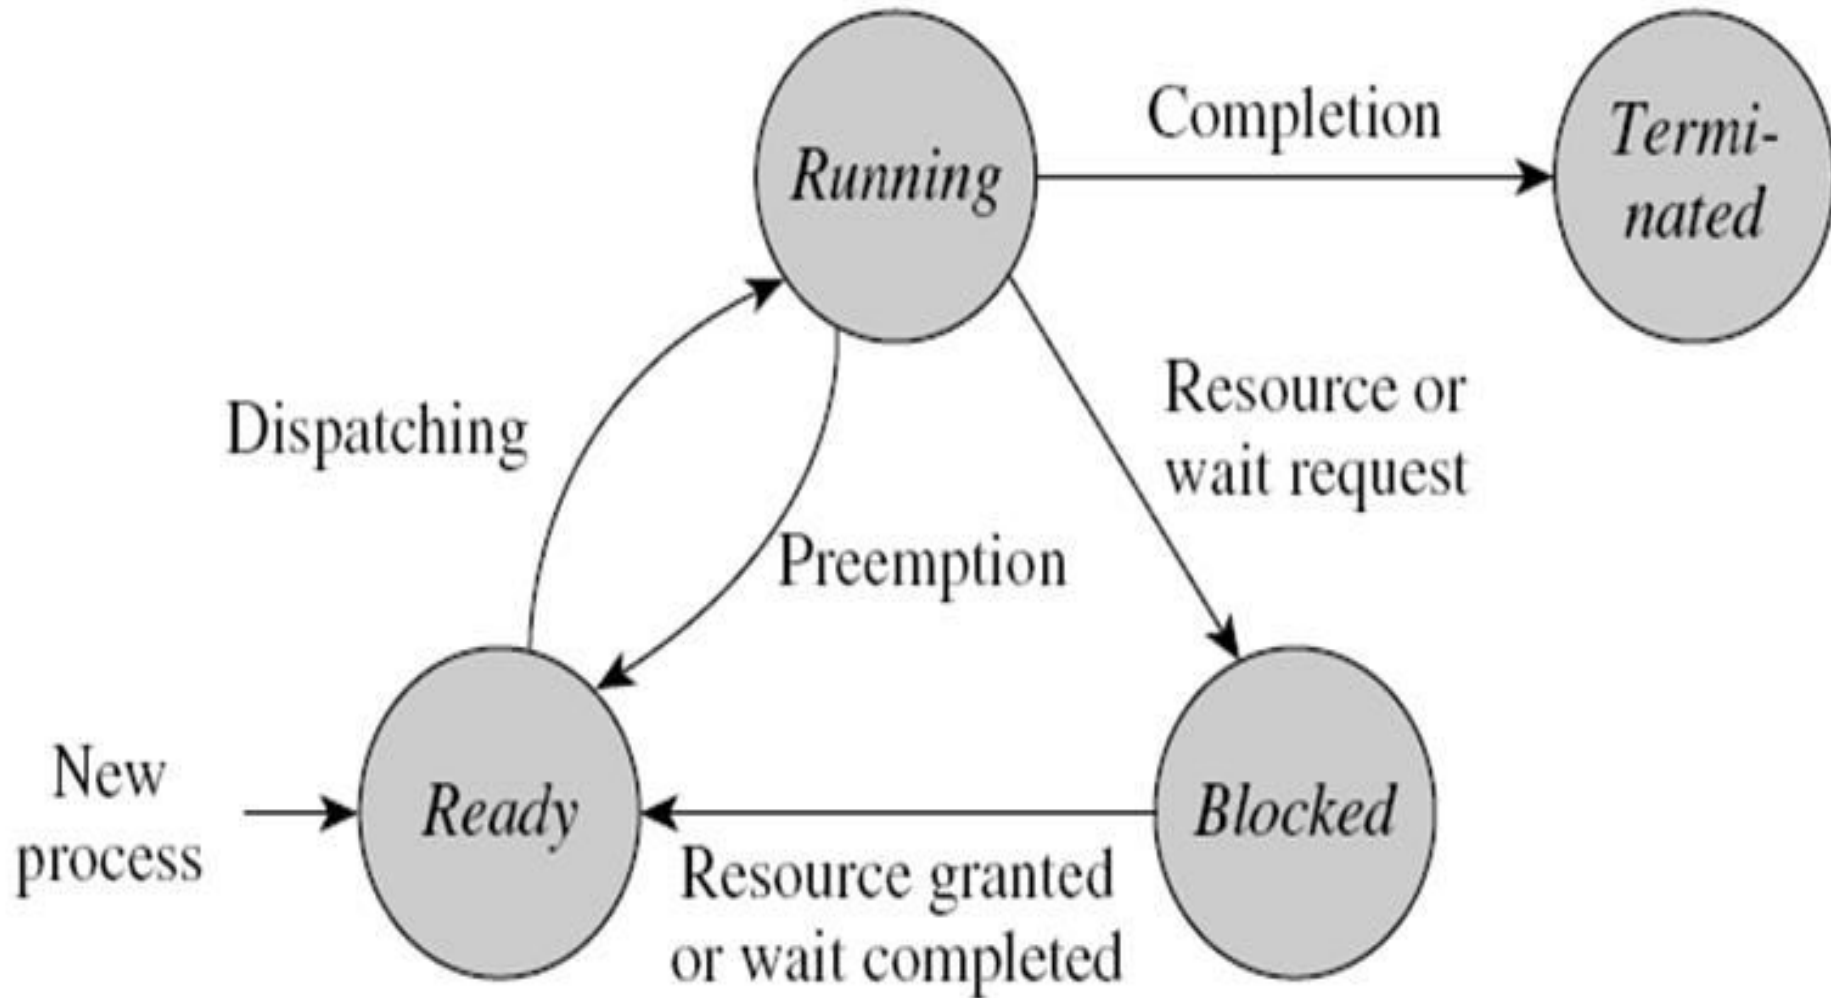 Completion
Running
Termi-
nated
Dispatching
Resource or
wait request
Preemption
New
process
Ready
Blocked
Resource granted
or wait completed